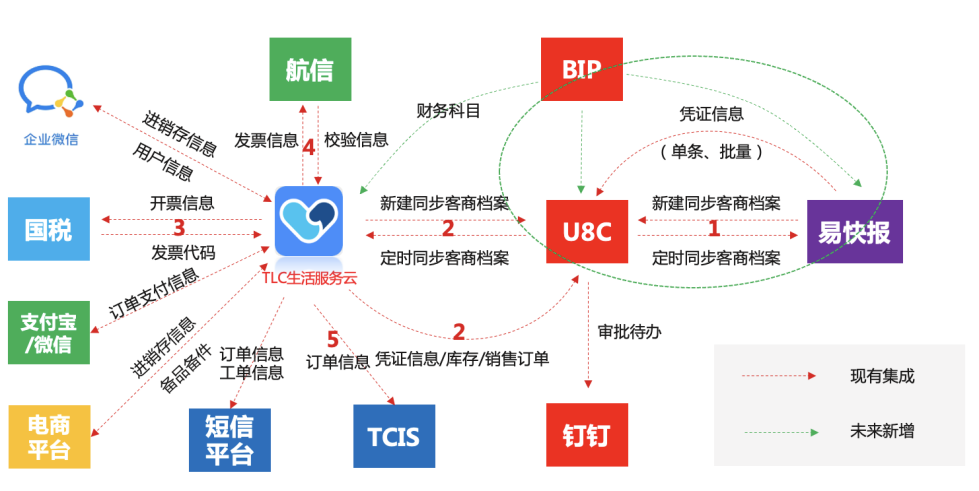 航信
BIP
企业微信
进销存信息
用户信息
发票信息
4
校验信息
财务科目
凭证信息
（单条、批量）
国税
开票信息
3
发票代码
TLC生活服务云
新建同步客商档案
2
定时同步客商档案
U8C
新建同步客商档案
1
定时同步客商档案
易快报
支付宝
/微信
订单支付信息
进销存信息
备品备件
订单信息
工单信息
5
订单信息
2
凭证信息/库存/销售订单
审批待办
现有集成
未来新增
电商
平台
短信
平台
TCIS
钉钉